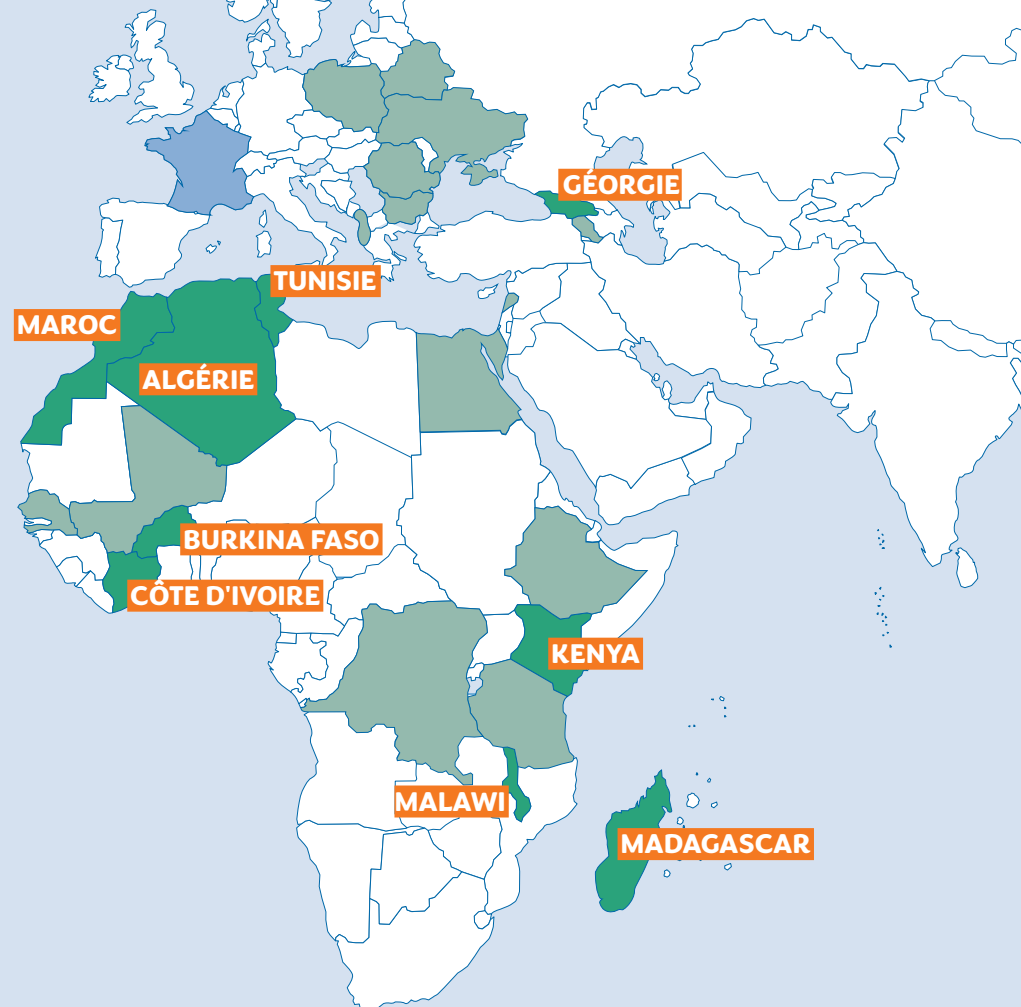 GÉORGIE
TUNISIE
MAROC
ALGÉRIE
BURKINA FASO
CÔTE D'IVOIRE
KENYA
MALAWI
MADAGASCAR